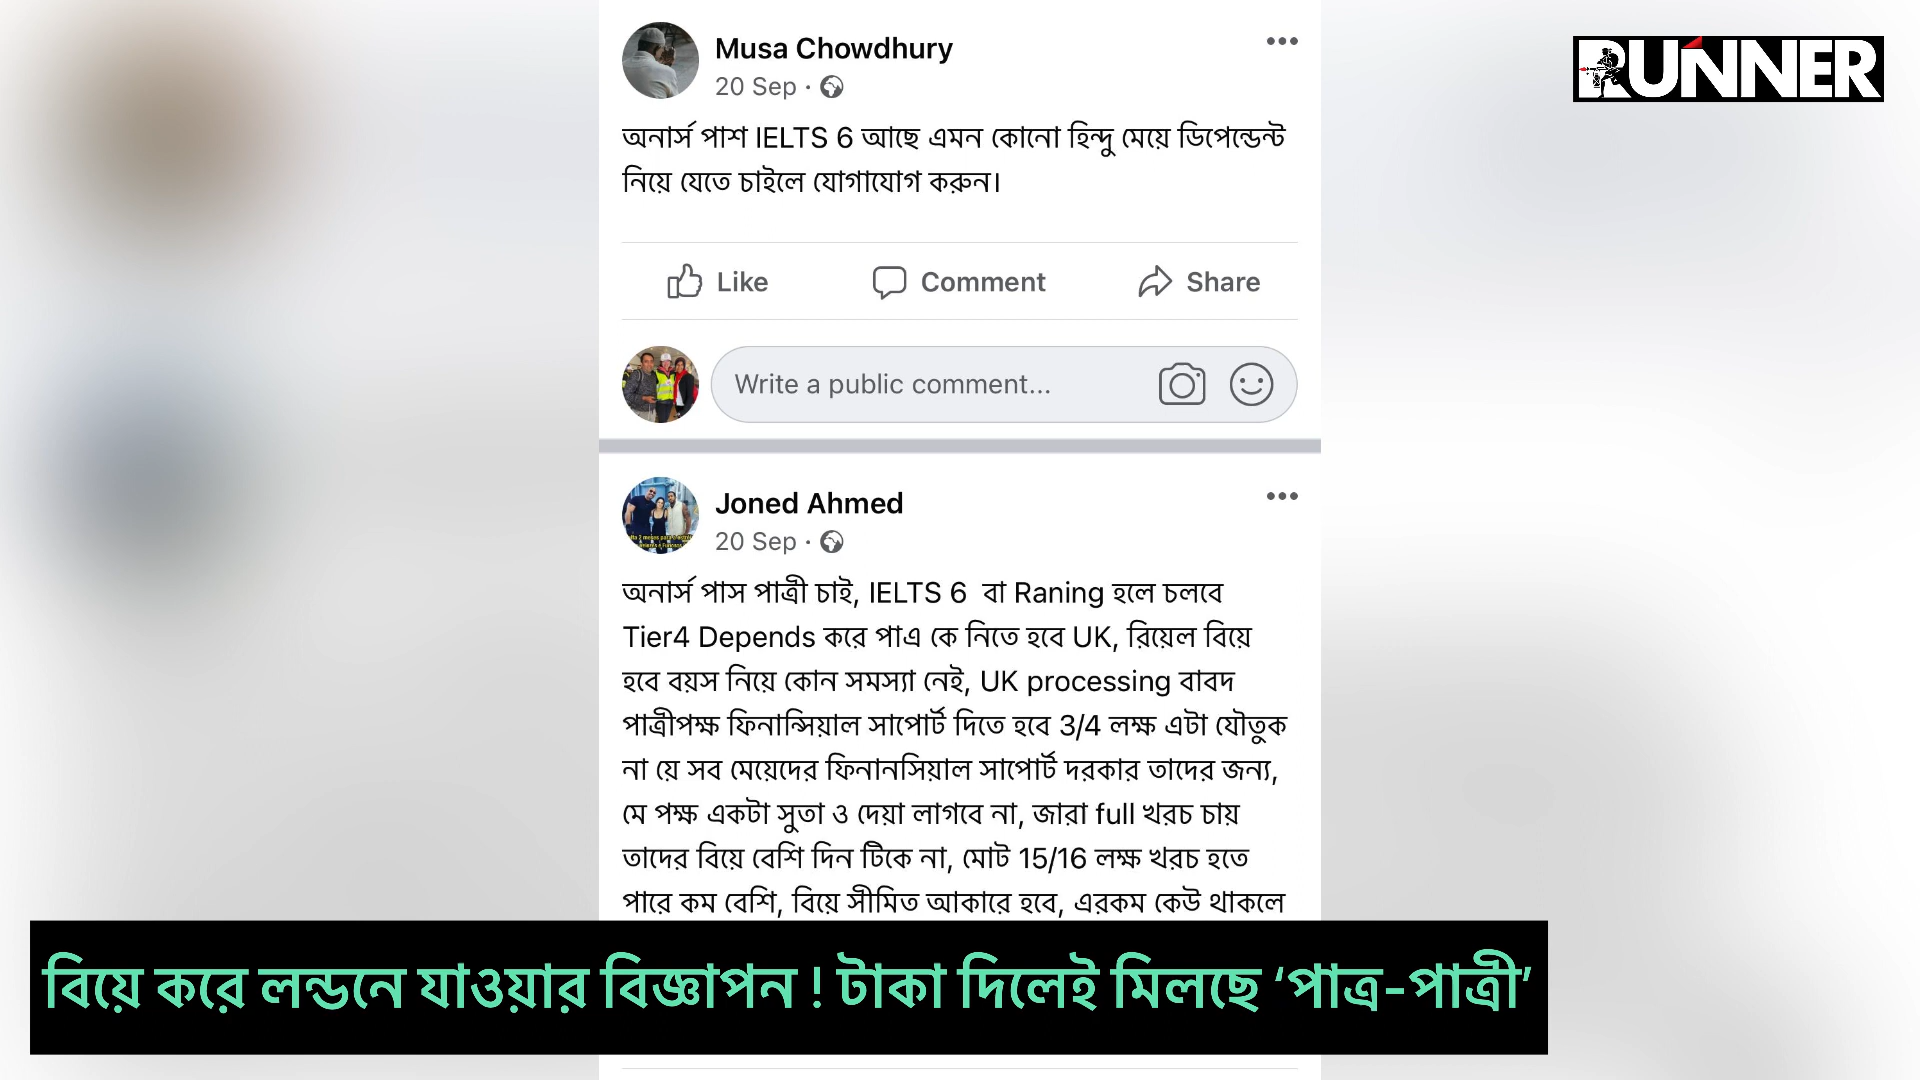 Musa Chowdhury
20 Sep ·
অনার্স পাশ IELTS 6 আছে এমন কোনো হিন্দু মেয়ে ডিপেন্ডেন্ট
নিয়ে যেতে চাইলে যোগাযোগ করুন।
Like Comment Share
Write a public comment...
Joned Ahmed
20 Sep ·
অনার্স পাস পাত্রী চাই, IELTS 6 বা Raning হলে চলবে
Tier4 Depends করে পাএ কে নিতে হবে UK, রিয়েল বিয়ে
হবে বয়স নিয়ে কোন সমস্যা নেই, UK processing বাবদ
পাত্রীপক্ষ ফিনান্সিয়াল সাপোর্ট দিতে হবে 3/4 লক্ষ এটা যৌতুক
না য়ে সব মেয়েদের ফিনানসিয়াল সাপোর্ট দরকার তাদের জন্য,
মে পক্ষ একটা সুতা ও দেয়া লাগবে না, জারা full খরচ চায়
তাদের বিয়ে বেশি দিন টিকে না, মোট 15/16 লক্ষ খরচ হতে
পারে কম বেশি, বিয়ে সীমিত আকারে হবে, এরকম কেউ থাকলে
RUNNER
বিয়ে করে লন্ডনে যাওয়ার বিজ্ঞাপন ! টাকা দিলেই মিলছে ‘পাত্র-পাত্রী’